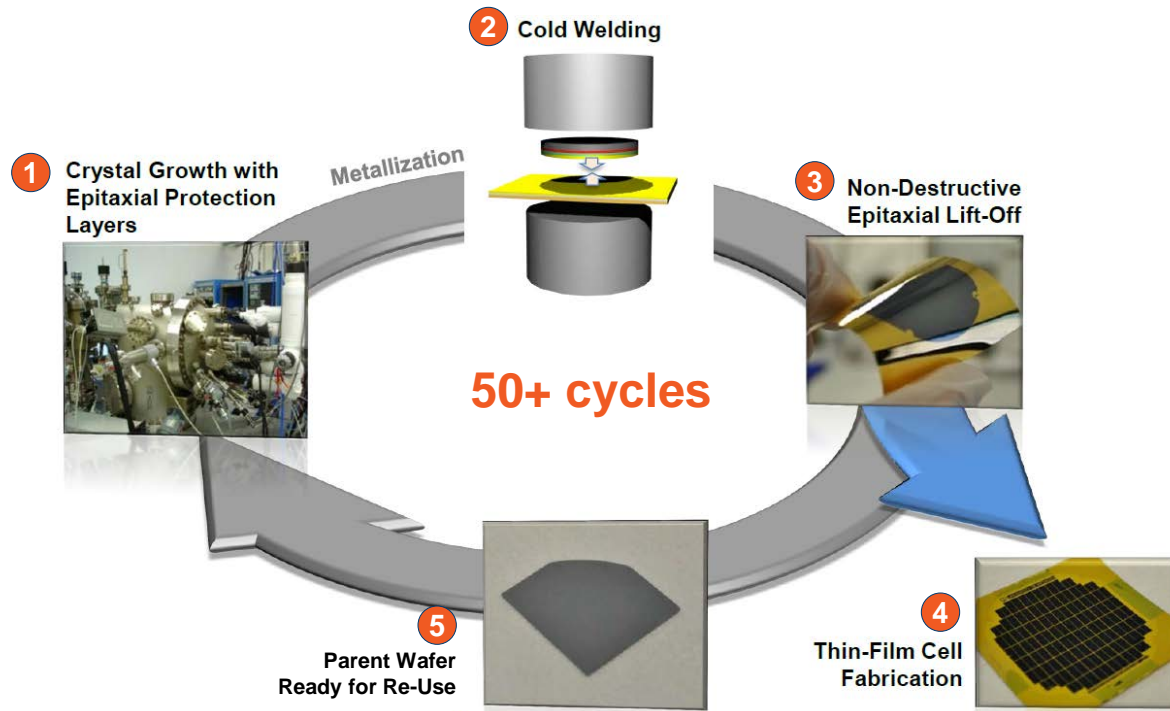 2
Cold Welding
Metallization
1
Crystal Growth with
Epitaxial Protection
Layers
3
Non-Destructive
Epitaxial Lift-Off
50+ cycles
4
Thin-Film Cell
Fabrication
5
Parent Wafer
Ready for Re-Use